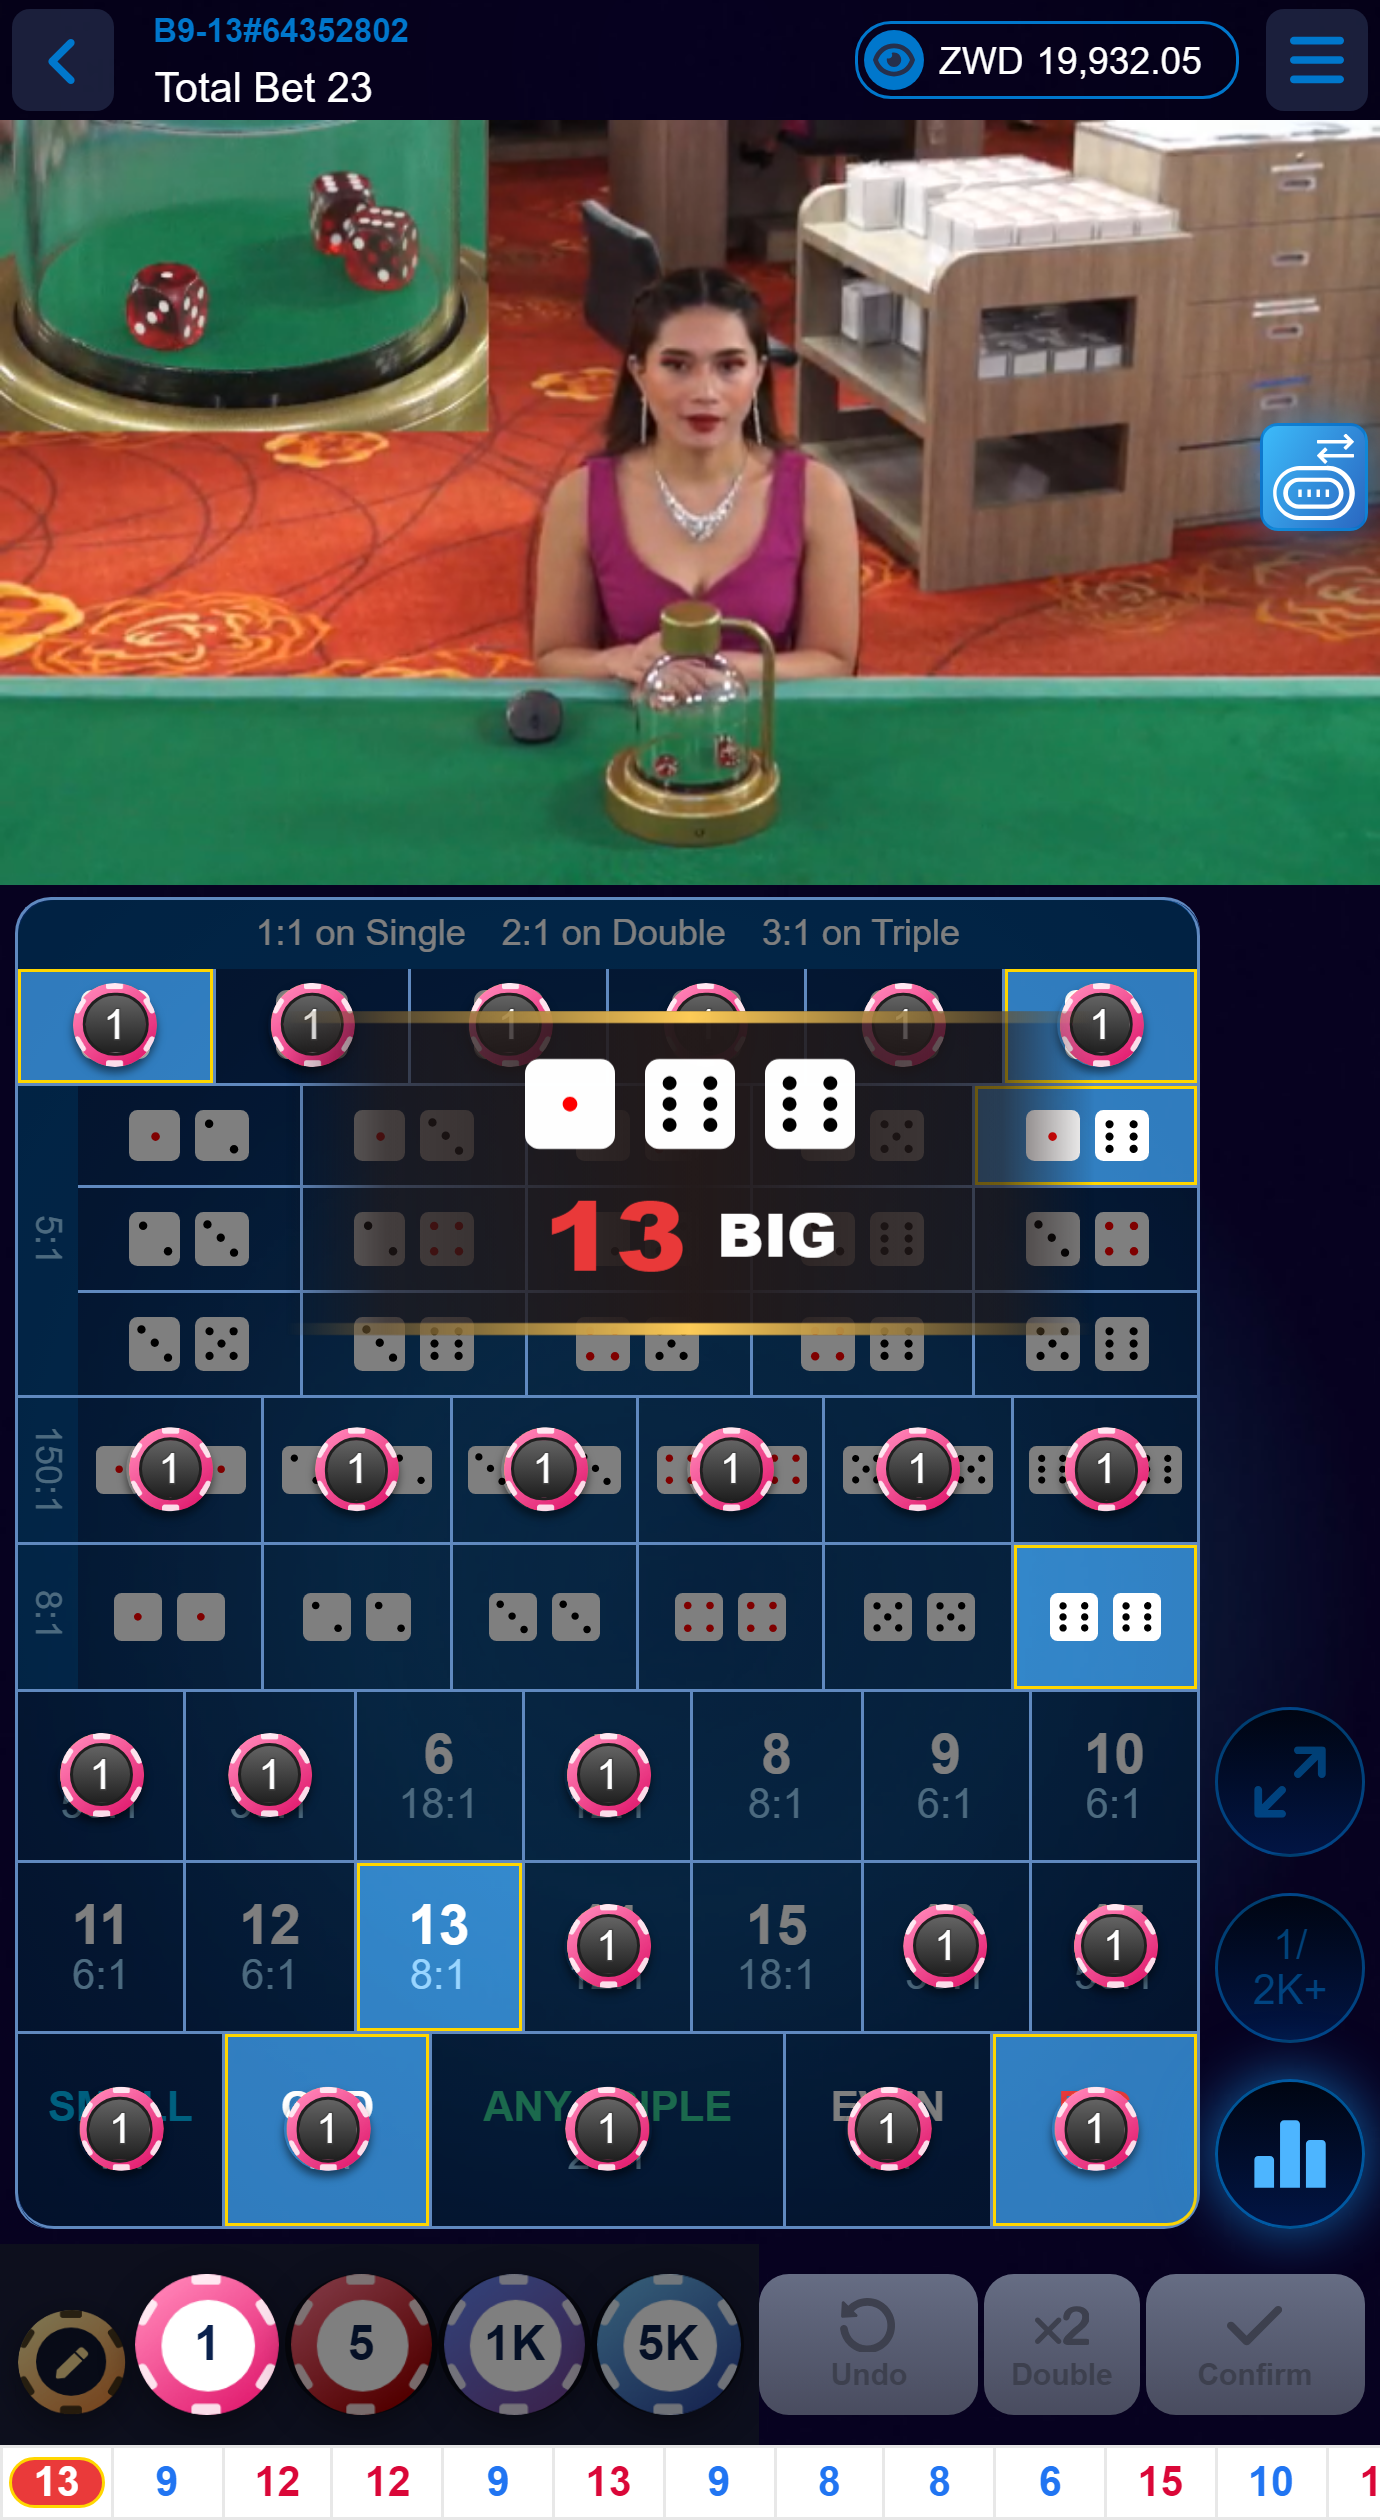 B9-13#64352802
Total Bet 23
ZWD 19,932.05
1:1 on Single 2:1 on Double 3:1 on Triple
1 1 1 1 1 1
13 BIG
5:1
150:1
1 1 1 1 1 1
8:1
1 1 6 1 8 9 10
18:1 8:1 6:1 6:1
11 12 13 1 15 1 1
6:1 6:1 8:1 18:1
1 ANY 1 1 1
1/
2K+
1 5 1K 5K
Undo
x2
Double
Confirm
13 9 12 12 9 13 9 8 8 6 15 10 1